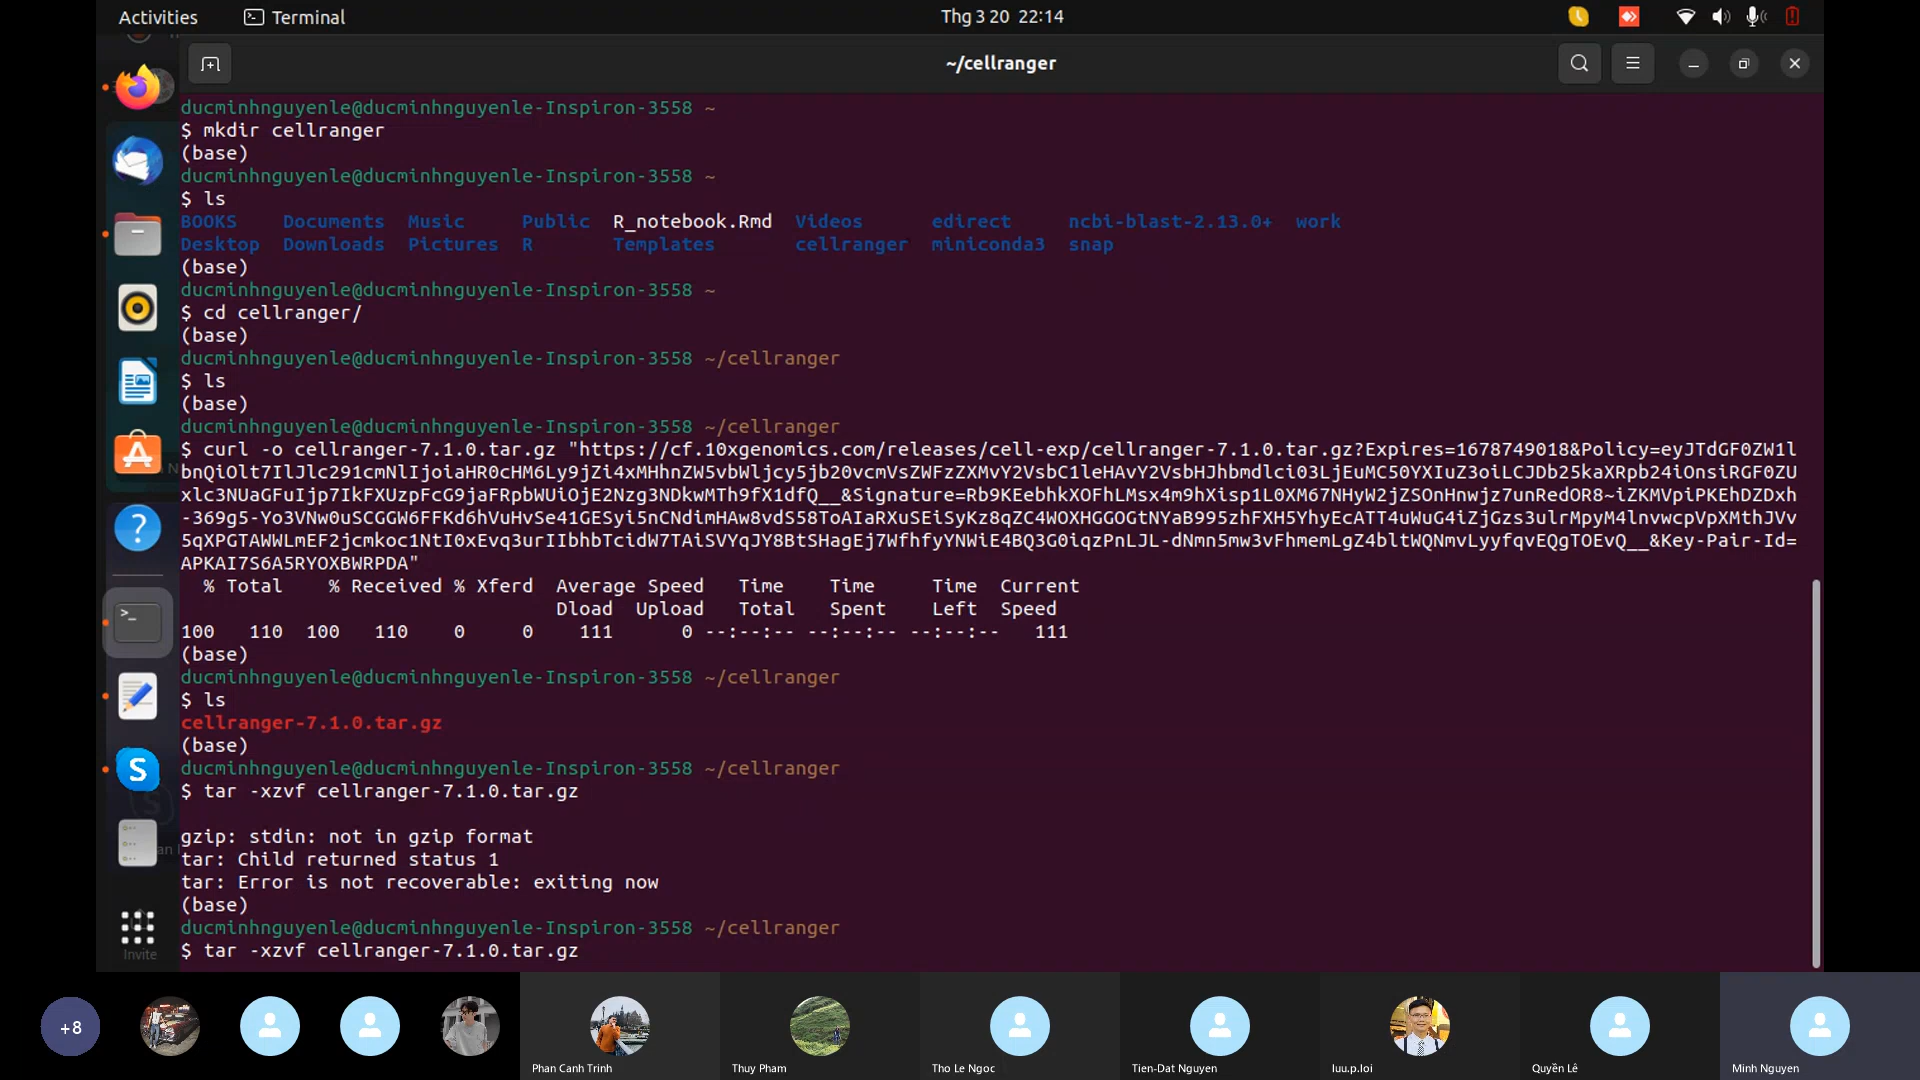 Activities
Terminal
Thg 3 20 22:14
~/cellranger
ducminhnguyenle@ducminhnguyenle-Inspiron-3558 ~
$ mkdir cellranger
(base)
ducminhnguyenle@ducminhnguyenle-Inspiron-3558 ~
$ ls
BOOKS Documents Music Public R_notebook.Rmd Videos edirect ncbi-blast-2.13.0+ work
Desktop Downloads Pictures R Templates cellranger miniconda3 snap
(base)
ducminhnguyenle@ducminhnguyenle-Inspiron-3558 ~
$ cd cellranger/
(base)
ducminhnguyenle@ducminhnguyenle-Inspiron-3558 ~/cellranger
$ ls
(base)
ducminhnguyenle@ducminhnguyenle-Inspiron-3558 ~/cellranger
$ curl -o cellranger-7.1.0.tar.gz "https://cf.10xgenomics.com/releases/cell-exp/cellranger-7.1.0.tar.gz?Expires=1678749018&Policy=eyJTdGF0ZW1l
bnQiOlt7IlJlc291cmNlIjoiaHR0cHM6Ly9jZi4xMHhnZW5vbWljcy5jb20vcmVsZWFzZXMvY2VsbC1leHAvY2VsbHJhbmdlci03LjEuMC50YXIuZ3oiLCJDb25kaXRpb24iOnsiRGF0ZU
xlc3NUaGFuIjp7IkFXUzpFcG9jaFRpbWUiOjE2Nzg3NDkwMTh9fX1dfQ__&Signature=Rb9KEebhkXOFhLMsx4m9hXisp1L0XM67NHyW2jZSOnHnwjz7unRedOR8~iZKMVpiPKEhDZDxh
-369g5-Yo3VNw0uSCGGW6FFKd6hVuHvSe41GESyi5nCNdimHAw8vdS58ToAIaRXuSEiSyKz8qZC4WOXHGGOGtNYaB995zhFXH5YhyEcATT4uWuG4iZjGzs3ulrMpyM4lnvwcpVpXMthJVv
5qXPGTAWWLmEF2jcmkoc1NtI0xEvq3urIIbhbTcidW7TAiSVYqJY8BtSHagEj7WfhfyYNWiE4BQ3G0iqzPnLJL-dNmn5mw3vFhmemLgZ4bltWQNmvLyyfqvEQgTOEvQ__&Key-Pair-Id=
APKAI7S6A5RYOXBWRPDA"
% Total % Received % Xferd Average Speed Time Time Time Current
Dload Upload Total Spent Left Speed
100 110 100 110 0 0 111 0 --:--:-- --:--:-- --:--:-- 111
(base)
ducminhnguyenle@ducminhnguyenle-Inspiron-3558 ~/cellranger
$ ls
cellranger-7.1.0.tar.gz
(base)
ducminhnguyenle@ducminhnguyenle-Inspiron-3558 ~/cellranger
$ tar -xzvf cellranger-7.1.0.tar.gz
gzip: stdin: not in gzip format
tar: Child returned status 1
tar: Error is not recoverable: exiting now
(base)
ducminhnguyenle@ducminhnguyenle-Inspiron-3558 ~/cellranger
$ tar -xzvf cellranger-7.1.0.tar.gz
Invite
+8
Phan Canh Trinh
Thuy Pham
Tho Le Ngoc
Tien-Dat Nguyen
luu.p.loi
Quyền Lê
Minh Nguyen